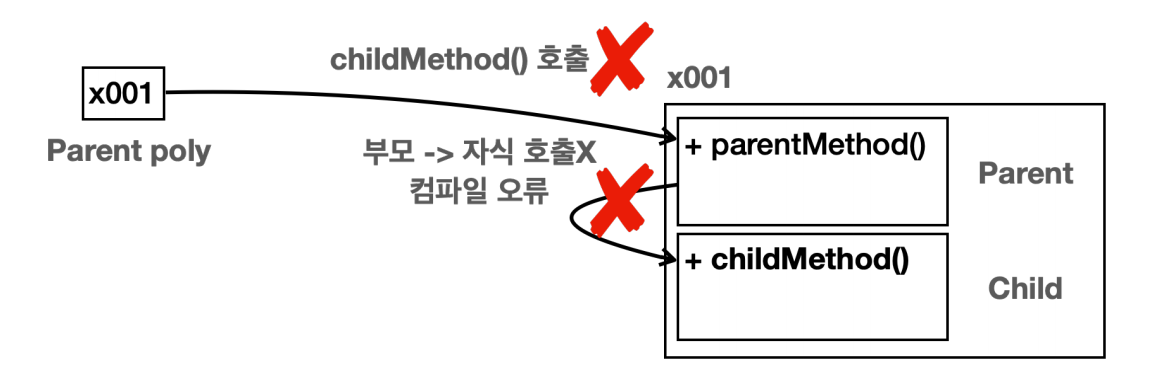 childMethod() 호출
x001
x001
Parent poly
부모 -> 자식 호출X
컴파일 오류
+ parentMethod()
Parent
+ childMethod()
Child